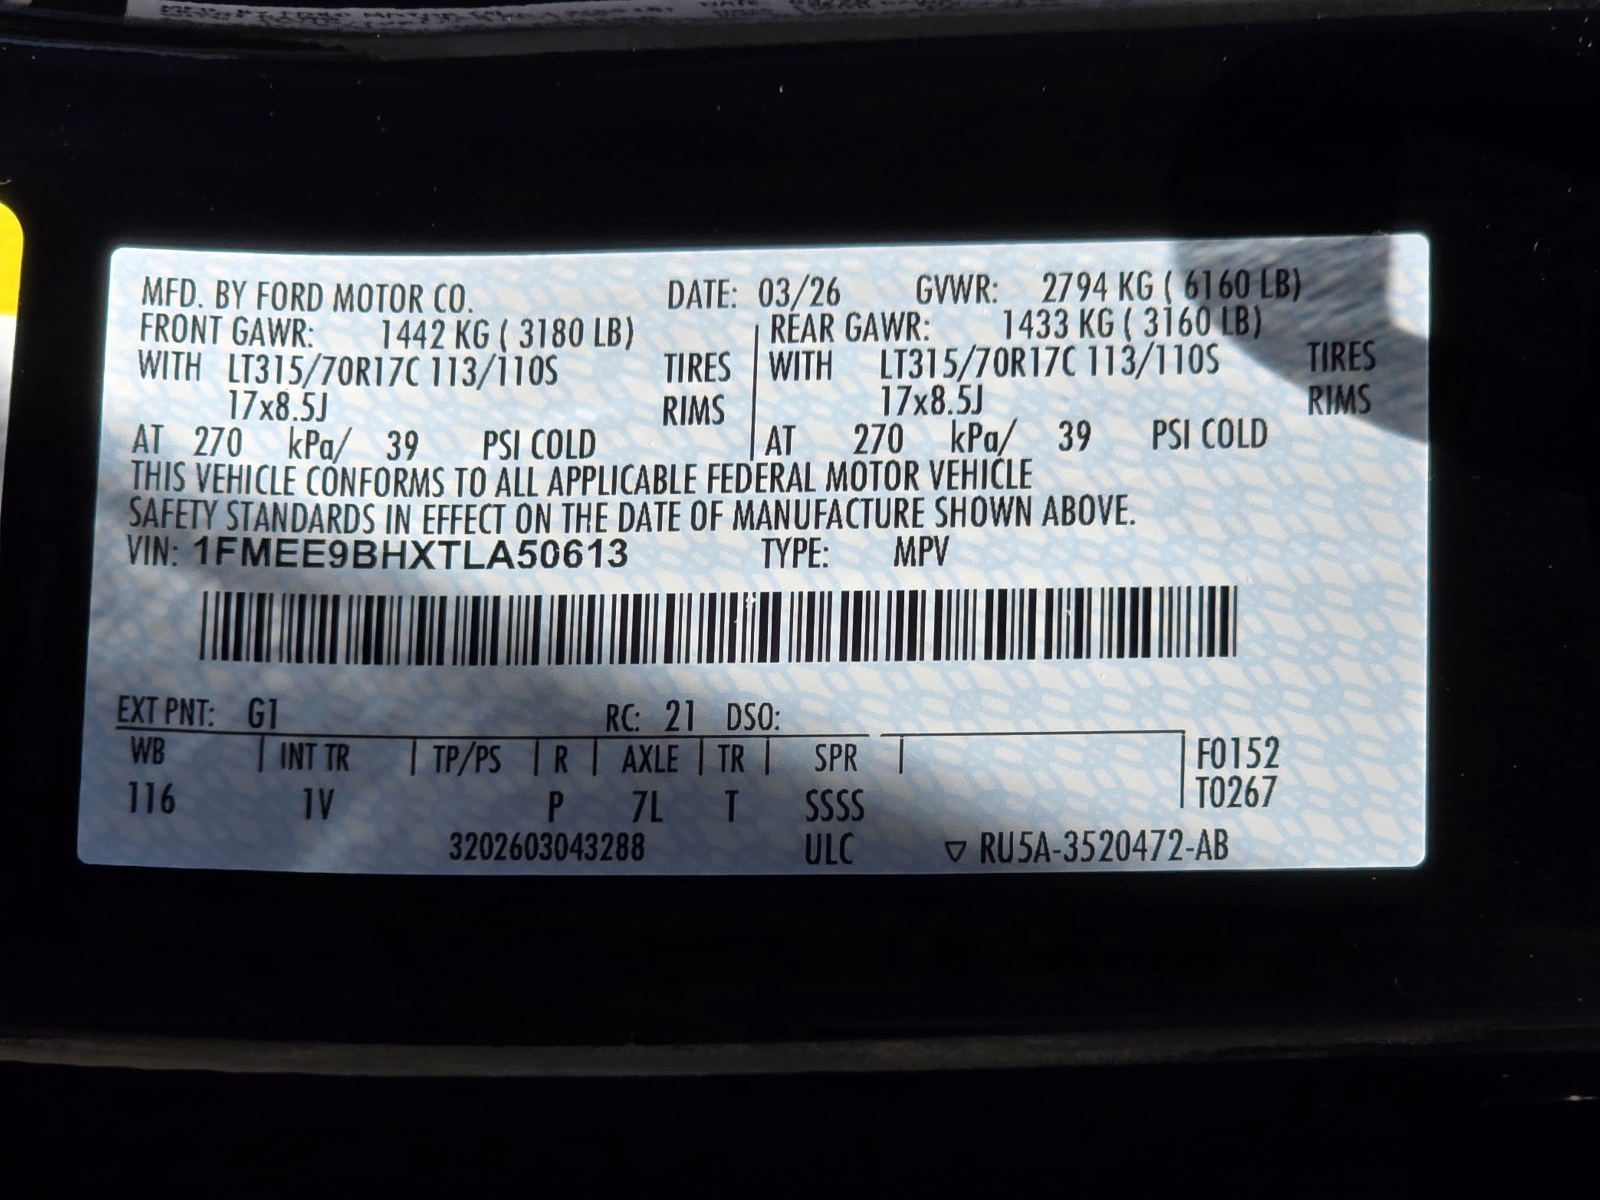 MFD. BY FORD MOTOR CO. DATE: 03/26 GVWR: 2794 KG ( 6160 LB)
FRONT GAWR: 1442 KG ( 3180 LB) REAR GAWR: 1433 KG ( 3160 LB)
WITH LT315/70R17C 113/110S TIRES WITH LT315/70R17C 113/110S TIRES
17x8.5J RIMS 17x8.5J RIMS
AT 270 kPa/ 39 PSI COLD AT 270 kPa/ 39 PSI COLD
THIS VEHICLE CONFORMS TO ALL APPLICABLE FEDERAL MOTOR VEHICLE
SAFETY STANDARDS IN EFFECT ON THE DATE OF MANUFACTURE SHOWN ABOVE.
VIN: 1FMEE9BHXTLA50613 TYPE: MPV
EXT PNT: G1 RC: 21 DSO:
WB INT TR TP/PS R AXLE TR SPR F0152
116 1V P 7L T SSSS T0267
3202603043288 ULC ▽ RU5A-3520472-AB